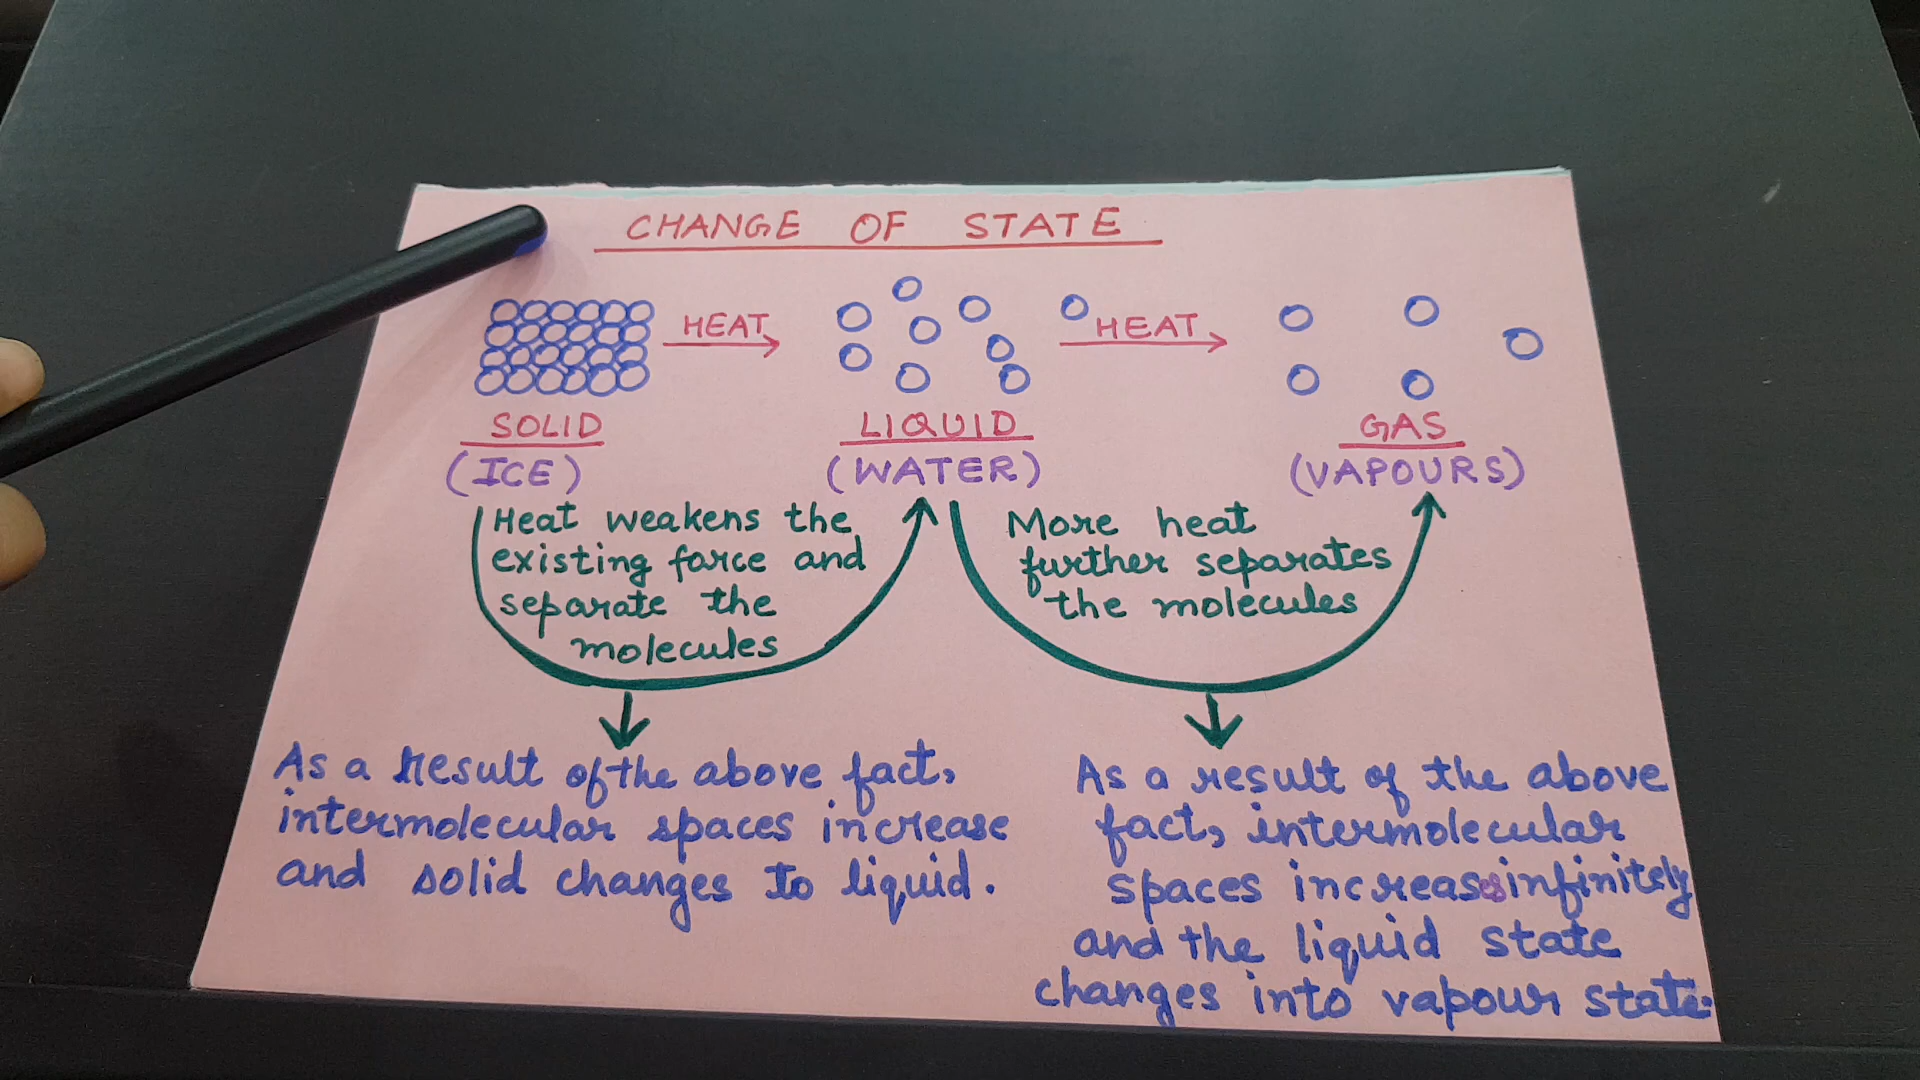 CHANGE OF STATE
HEAT
HEAT
SOLID
LIQUID
GAS
(ICE)
(WATER)
(VAPOURS)
Heat weakens the
existing force and
separate the
molecules
More heat
further separates
the molecules
As a result of the above fact,
intermolecular spaces increase
and solid changes to liquid.
As a result of the above
fact, intermolecular
spaces increases infinitely
and the liquid state
changes into vapour state.